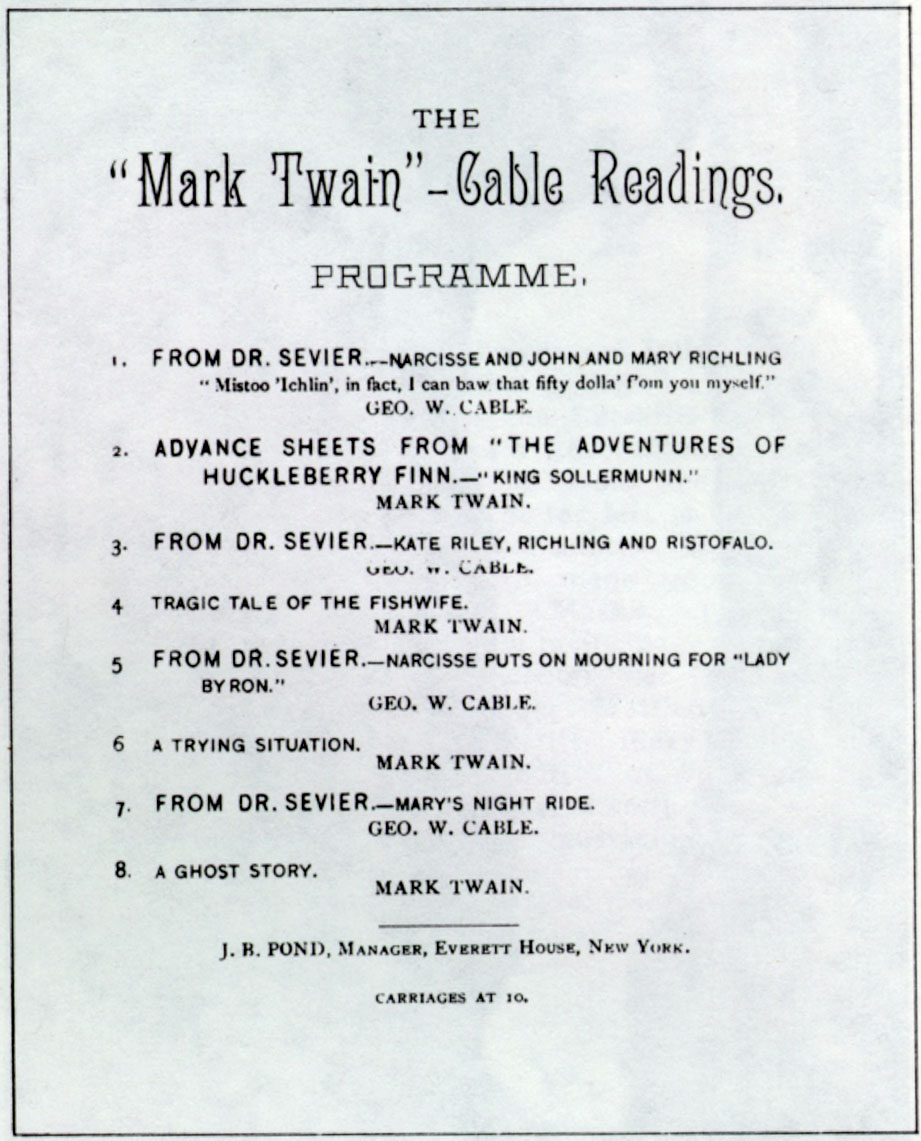 THE
"Mark Twain"-Cable Readings.
PROGRAMME.
1. FROM DR. SEVIER.—NARCISSE AND JOHN AND MARY RICHLING
"Mistoo 'Ichlin', in fact, I can baw that fifty dolla' f'om you myself."
GEO. W. CABLE.
2. ADVANCE SHEETS FROM "THE ADVENTURES OF
HUCKLEBERRY FINN.—"KING SOLLERMUNN."
MARK TWAIN.
3. FROM DR. SEVIER.—KATE RILEY, RICHLING AND RISTOFALO.
GEO. W. CABLE.
4 TRAGIC TALE OF THE FISHWIFE.
MARK TWAIN.
5 FROM DR. SEVIER.—NARCISSE PUTS ON MOURNING FOR "LADY
BYRON."
GEO. W. CABLE.
6 A TRYING SITUATION.
MARK TWAIN.
7. FROM DR. SEVIER.—MARY'S NIGHT RIDE.
GEO. W. CABLE.
8. A GHOST STORY.
MARK TWAIN.
J. B. POND, MANAGER, EVERETT HOUSE, NEW YORK.
CARRIAGES AT 10.